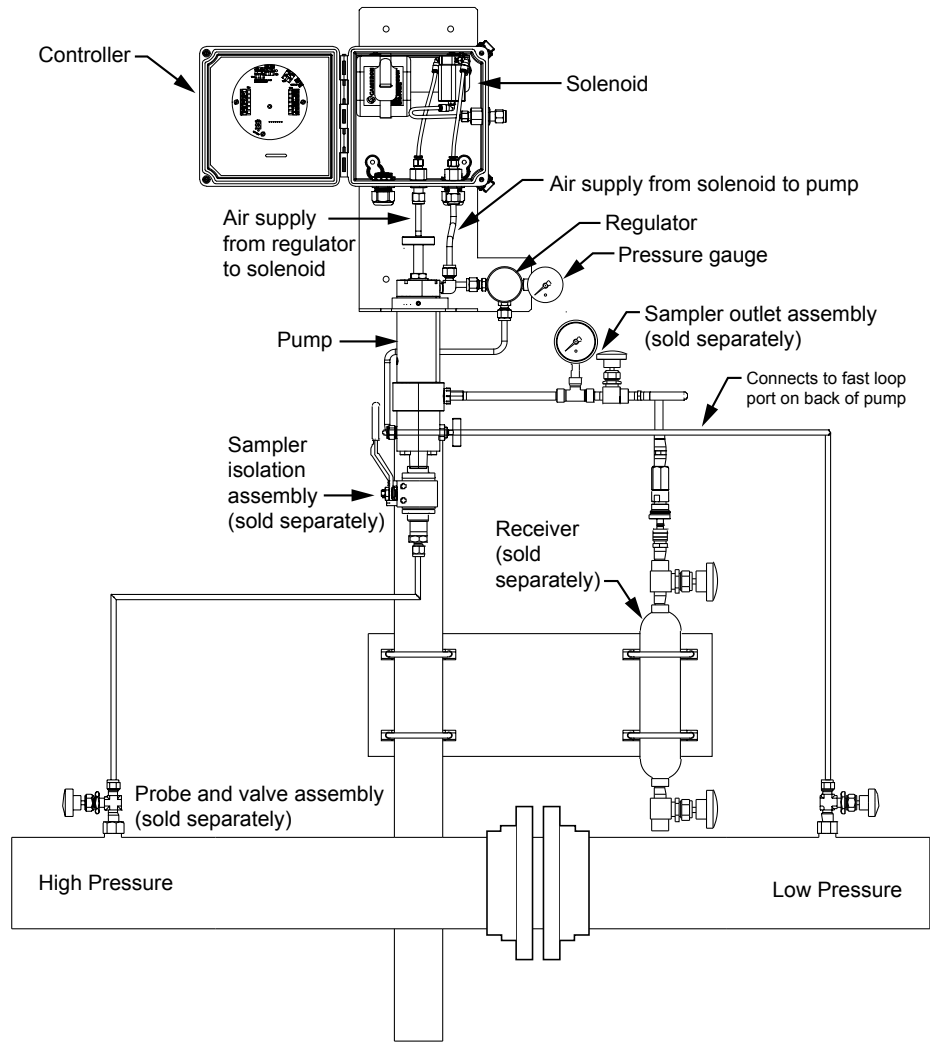 Controller
Solenoid
Air supply from solenoid to pump
Air supply
from regulator
to solenoid
Regulator
Pressure gauge
Sampler outlet assembly
(sold separately)
Pump
Connects to fast loop
port on back of pump
Sampler
isolation
assembly
(sold separately)
Receiver
(sold
separately)
Probe and valve assembly
(sold separately)
High Pressure
Low Pressure